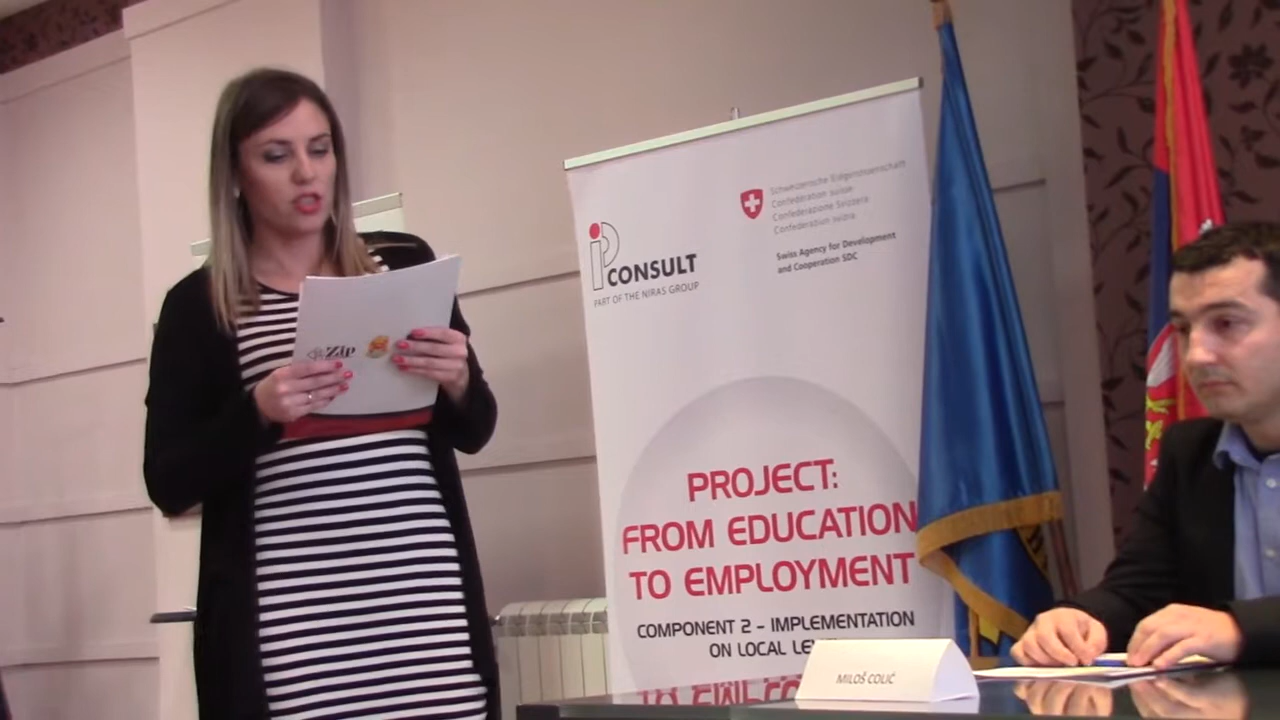 iP CONSULT
PART OF THE NIRAS GROUP
Schweizerische Eidgenossenschaft
Confédération suisse
Confederazione Svizzera
Confederaziun svizra
Swiss Agency for Development
and Cooperation SDC
PROJECT:
FROM EDUCATION
TO EMPLOYMENT
COMPONENT 2 – IMPLEMENTATION
ON LOCAL
Zip
MILOŠ COLIĆ